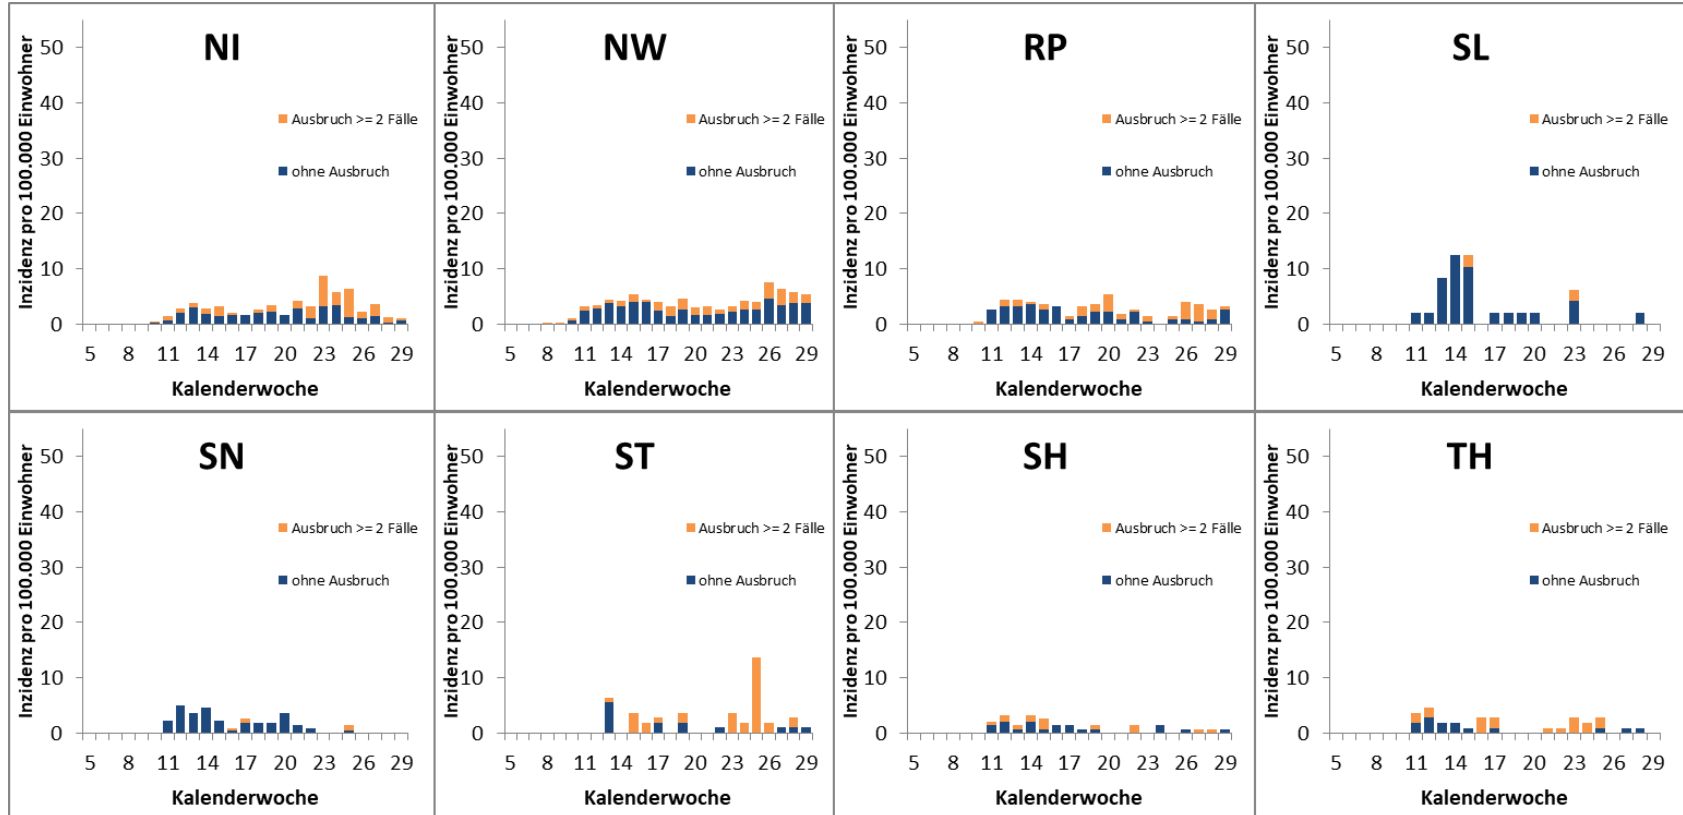 NI
Inzidenz pro 100.000 Einwohner
50
40
30
20
10
0
Ausbruch >= 2 Fälle
ohne Ausbruch
5 8 11 14 17 20 23 26 29
Kalenderwoche
NW
Inzidenz pro 100.000 Einwohner
50
40
30
20
10
0
Ausbruch >= 2 Fälle
ohne Ausbruch
5 8 11 14 17 20 23 26 29
Kalenderwoche
RP
Inzidenz pro 100.000 Einwohner
50
40
30
20
10
0
Ausbruch >= 2 Fälle
ohne Ausbruch
5 8 11 14 17 20 23 26 29
Kalenderwoche
SL
Inzidenz pro 100.000 Einwohner
50
40
30
20
10
0
Ausbruch >= 2 Fälle
ohne Ausbruch
5 8 11 14 17 20 23 26 29
Kalenderwoche
SN
Inzidenz pro 100.000 Einwohner
50
40
30
20
10
0
Ausbruch >= 2 Fälle
ohne Ausbruch
5 8 11 14 17 20 23 26 29
Kalenderwoche
ST
Inzidenz pro 100.000 Einwohner
50
40
30
20
10
0
Ausbruch >= 2 Fälle
ohne Ausbruch
5 8 11 14 17 20 23 26 29
Kalenderwoche
SH
Inzidenz pro 100.000 Einwohner
50
40
30
20
10
0
Ausbruch >= 2 Fälle
ohne Ausbruch
5 8 11 14 17 20 23 26 29
Kalenderwoche
TH
Inzidenz pro 100.000 Einwohner
50
40
30
20
10
0
Ausbruch >= 2 Fälle
ohne Ausbruch
5 8 11 14 17 20 23 26 29
Kalenderwoche